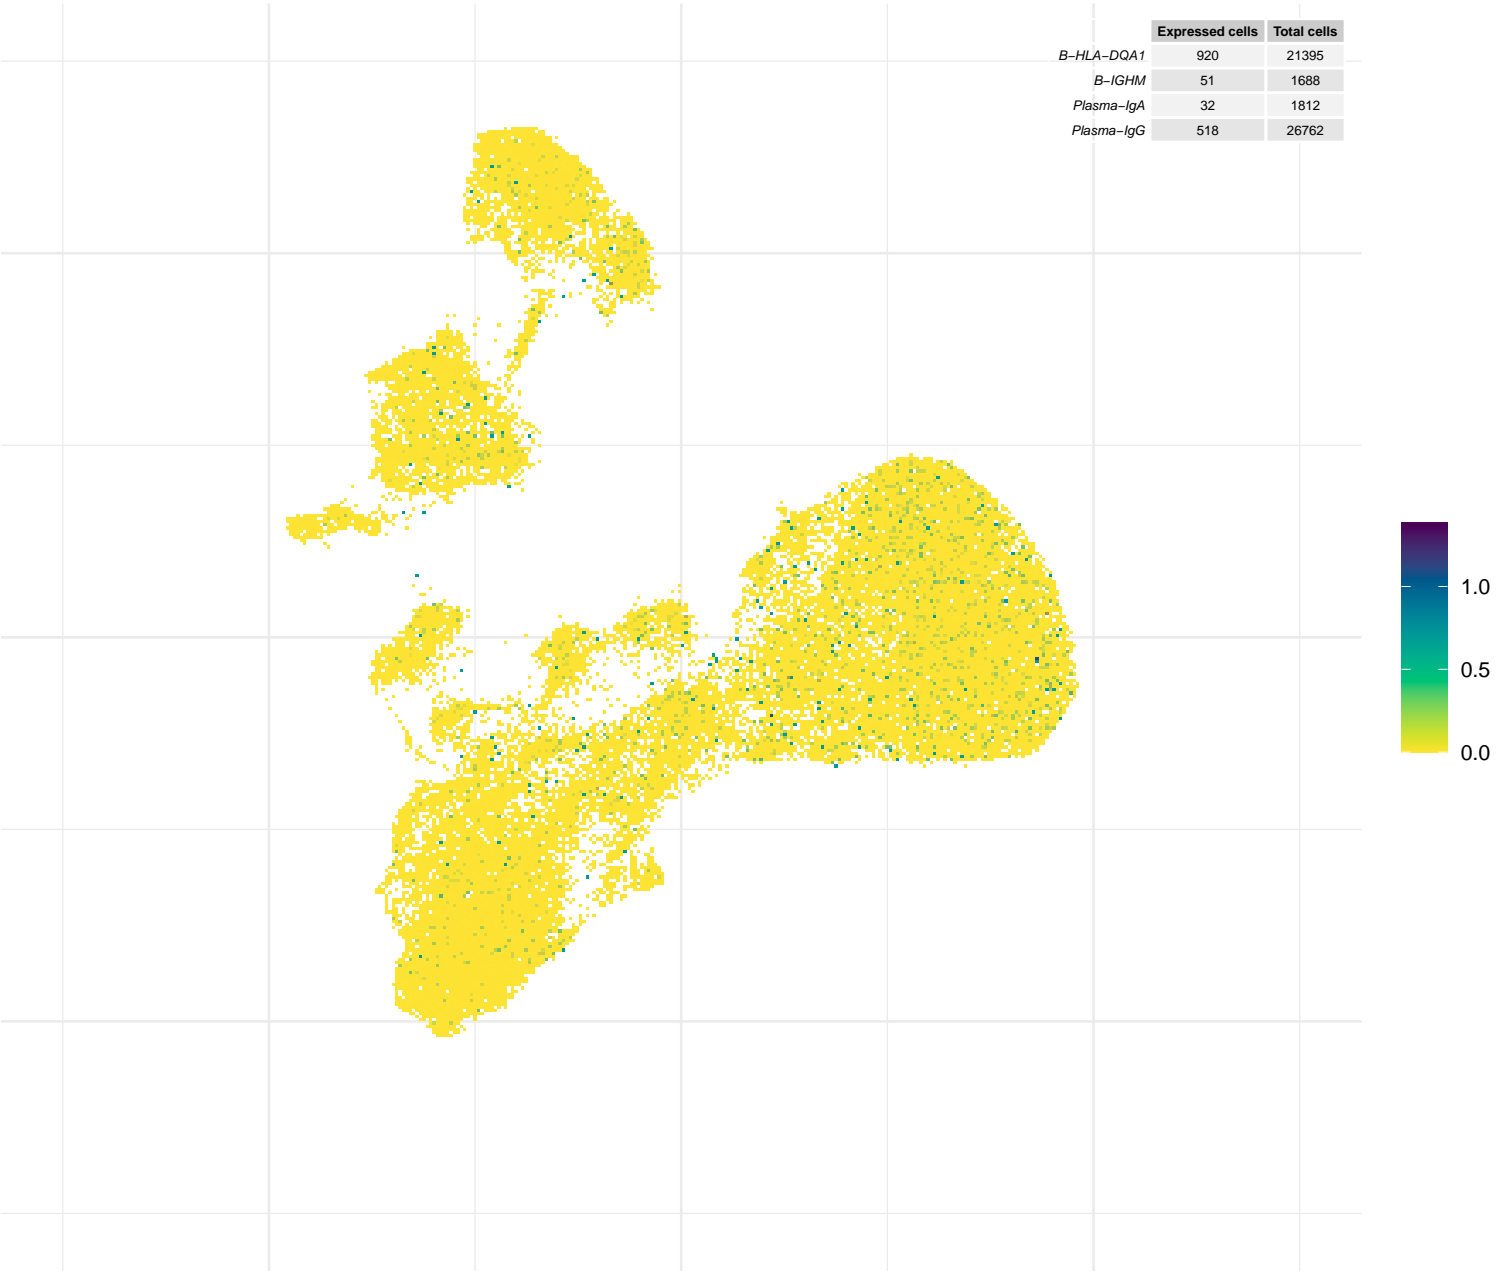 Expressed cells Total cells
B−HLA−DQA1 920 21395
B−IGHM 51 1688
Plasma−IgA 32 1812
Plasma−IgG 518 26762
1.0
0.5
0.0